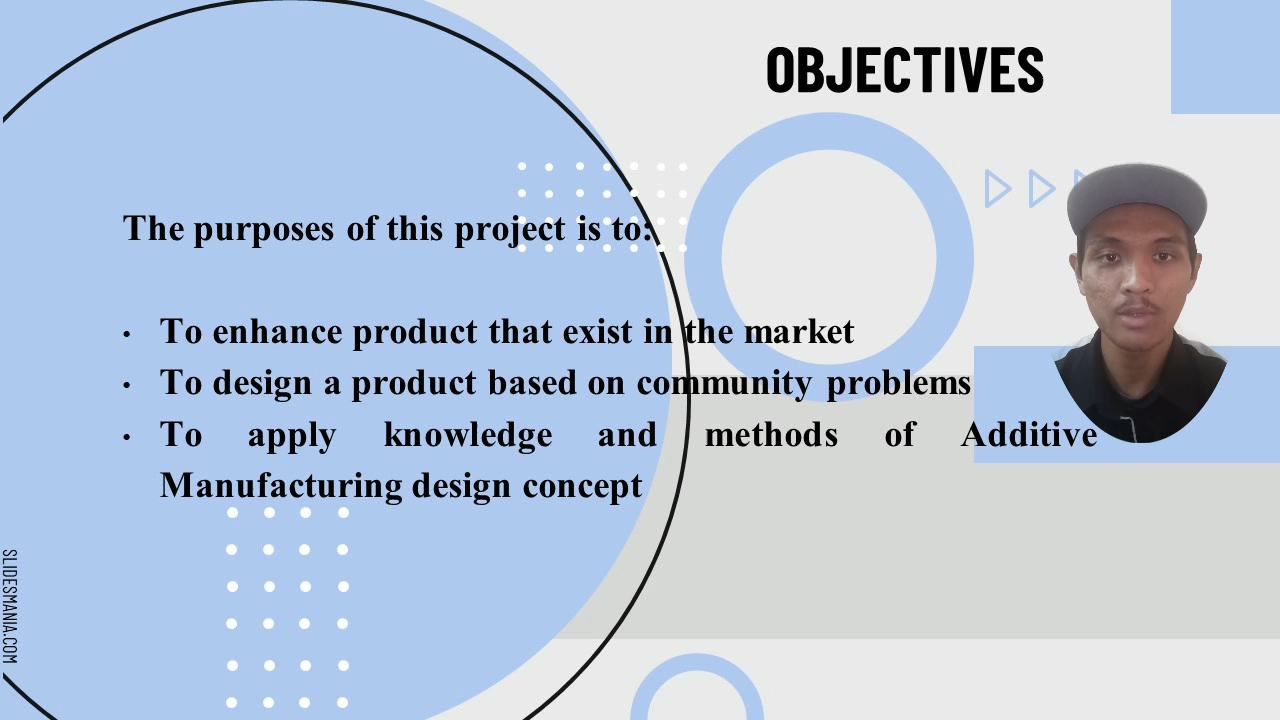 OBJECTIVES
The purposes of this project is to:
• To enhance product that exist in the market
• To design a product based on community problems
• To apply knowledge and methods of Additive
Manufacturing design concept
SLIDESMANIA.COM